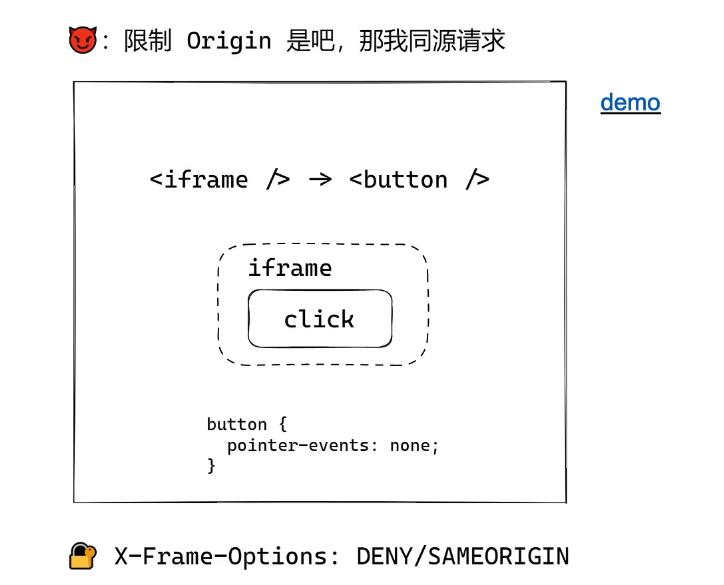 😈: 限制 Origin 是吧，那我同源请求
demo
<iframe /> → <button />
iframe
click
button {
  pointer-events: none;
}
🔐 X-Frame-Options: DENY/SAMEORIGIN